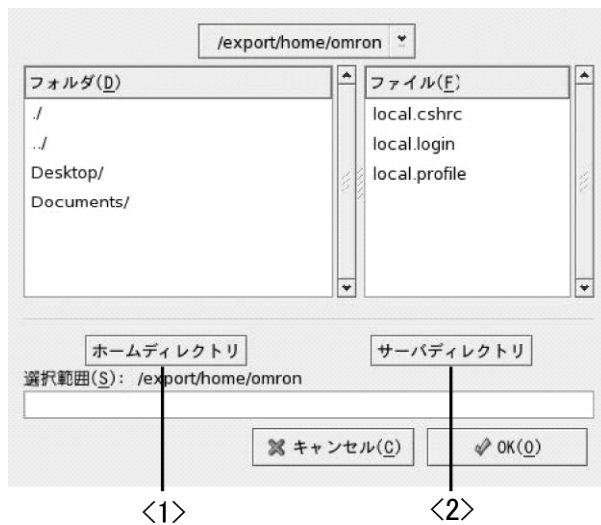 /export/home/omron
フォルダ(D)
./
../
Desktop/
Documents/
ファイル(F)
local.cshrc
local.login
local.profile
ホームディレクトリ
サーバディレクトリ
選択範囲(S): /export/home/omron
キャンセル(C)
OK(O)
<1>
<2>